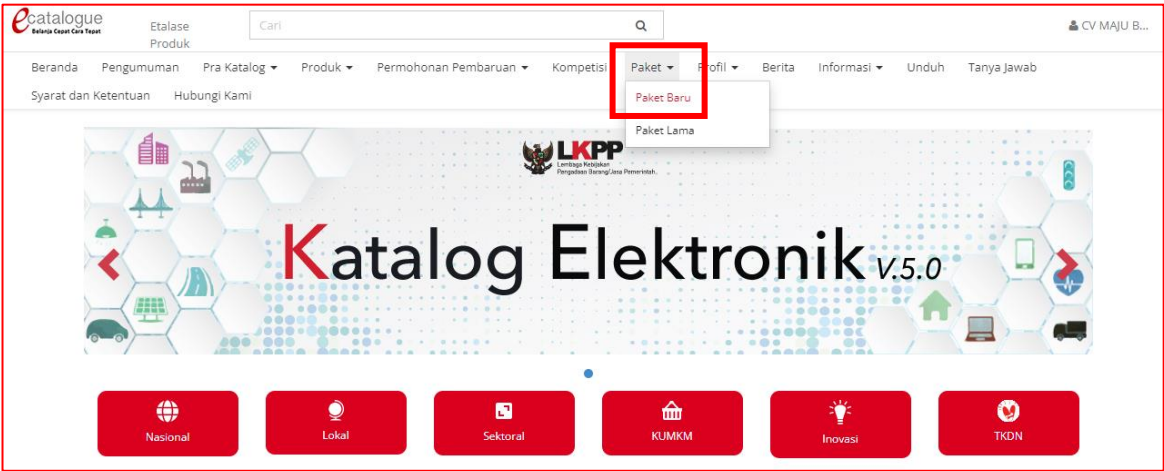 ecatalogue
Belanja Cepat Cara Tepat
Etalase
Produk
Cari
CV MAJU B...
Beranda Pengumuman Pra Katalog Produk Permohonan Pembaruan Kompetisi Paket Profil Berita Informasi Unduh Tanya Jawab
Syarat dan Ketentuan Hubungi Kami
Paket Baru
Paket Lama
LKPP
Lembaga Kebijakan
Pengadaan Barang/Jasa Pemerintah.
Katalog Elektronik V.5.0
Nasional Lokal Sektoral KUMKM Inovasi TKDN